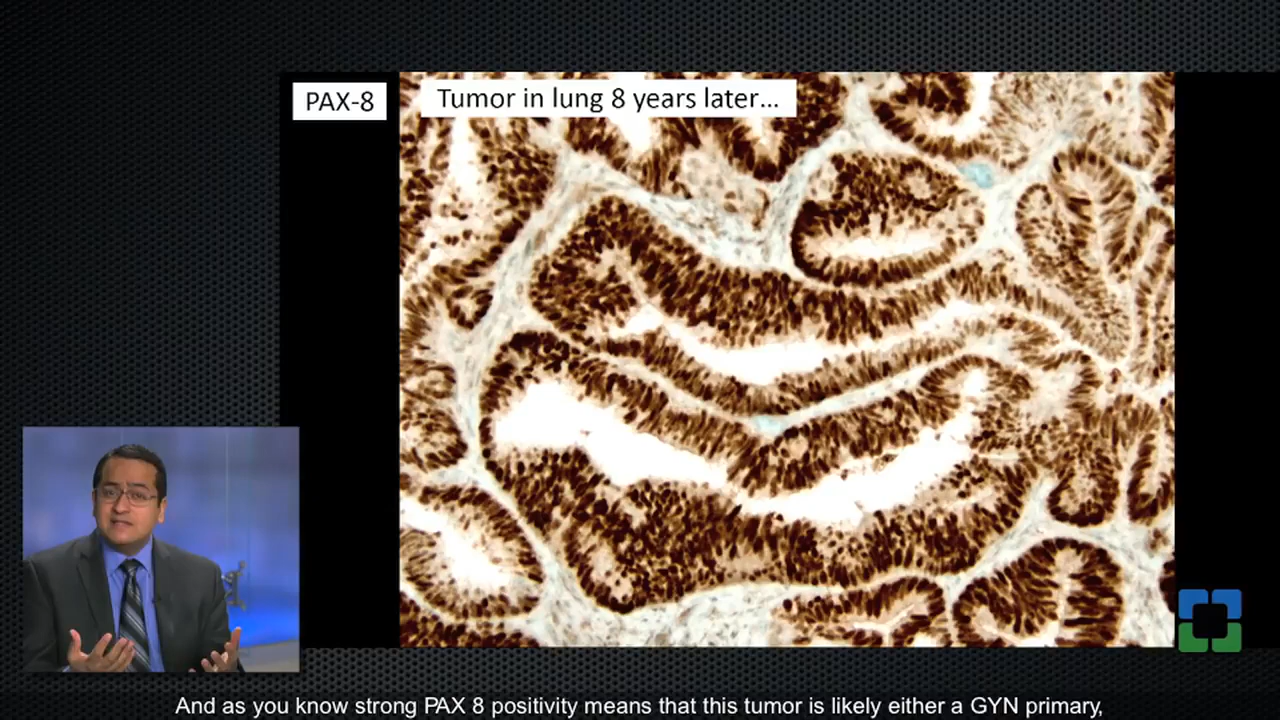 PAX-8
Tumor in lung 8 years later...
And as you know strong PAX 8 positivity means that this tumor is likely either a GYN primary,